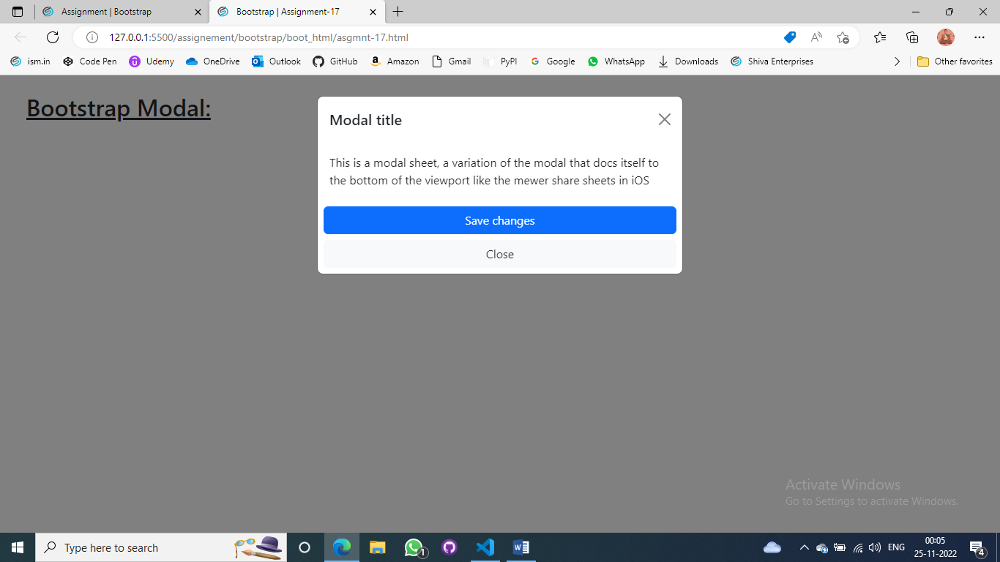 Assignment | Bootstrap
Bootstrap | Assignment-17
127.0.0.1:5500/assignement/bootstrap/boot_html/asgmnt-17.html
ism.in Code Pen Udemy OneDrive Outlook GitHub Amazon Gmail PyPI Google WhatsApp Downloads Shiva Enterprises Other favorites
Bootstrap Modal:
Modal title
This is a modal sheet, a variation of the modal that docs itself to
the bottom of the viewport like the mewer share sheets in iOS
Save changes
Close
Activate Windows
Go to Settings to activate Windows.
Type here to search
1
ENG
00:05
25-11-2022
4